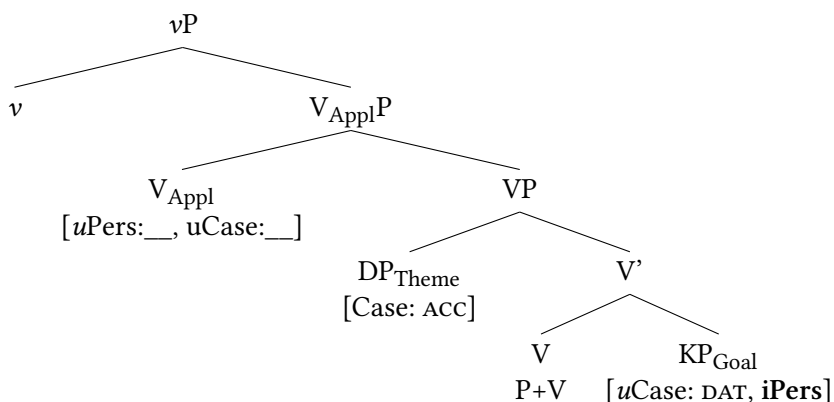 vP
v V_ApplP
V_Appl VP
[uPers:__, uCase:__]
DP_Theme V’
[Case: ACC]
V KP_Goal
P+V [uCase: DAT, iPers]